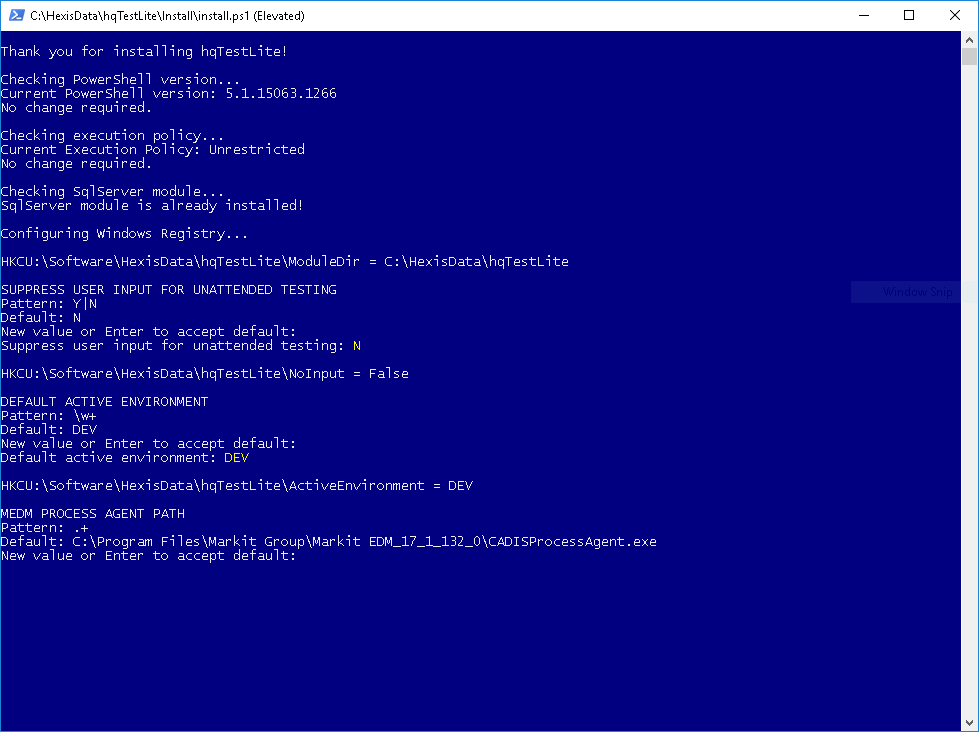 C:\HexisData\hqTestLite\Install\install.ps1 (Elevated)
Thank you for installing hqTestLite!
Checking PowerShell version...
Current PowerShell version: 5.1.15063.1266
No change required.
Checking execution policy...
Current Execution Policy: Unrestricted
No change required.
Checking SqlServer module...
SqlServer module is already installed!
Configuring Windows Registry...
HKCU:\Software\HexisData\hqTestLite\ModuleDir = C:\HexisData\hqTestLite
SUPPRESS USER INPUT FOR UNATTENDED TESTING
Pattern: Y|N
Default: N
New value or Enter to accept default:
Suppress user input for unattended testing: N
HKCU:\Software\HexisData\hqTestLite\NoInput = False
DEFAULT ACTIVE ENVIRONMENT
Pattern: \w+
Default: DEV
New value or Enter to accept default:
Default active environment: DEV
HKCU:\Software\HexisData\hqTestLite\ActiveEnvironment = DEV
MEDM PROCESS AGENT PATH
Pattern: .+
Default: C:\Program Files\Markit Group\Markit EDM_17_1_132_0\CADISProcessAgent.exe
New value or Enter to accept default:
Window Snip